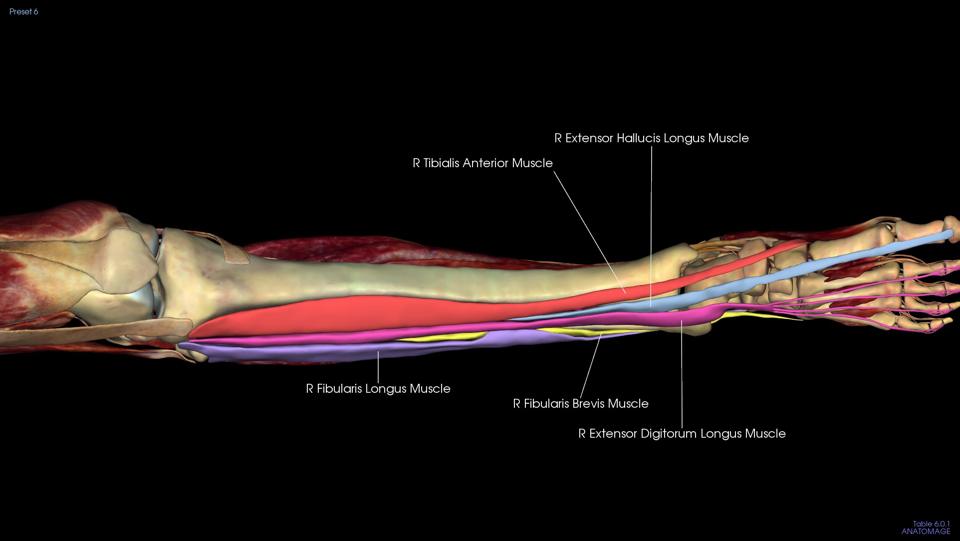 Preset 6
R Extensor Hallucis Longus Muscle
R Tibialis Anterior Muscle
R Fibularis Longus Muscle
R Fibularis Brevis Muscle
R Extensor Digitorum Longus Muscle
Table 6.0.1
ANATOMAGE